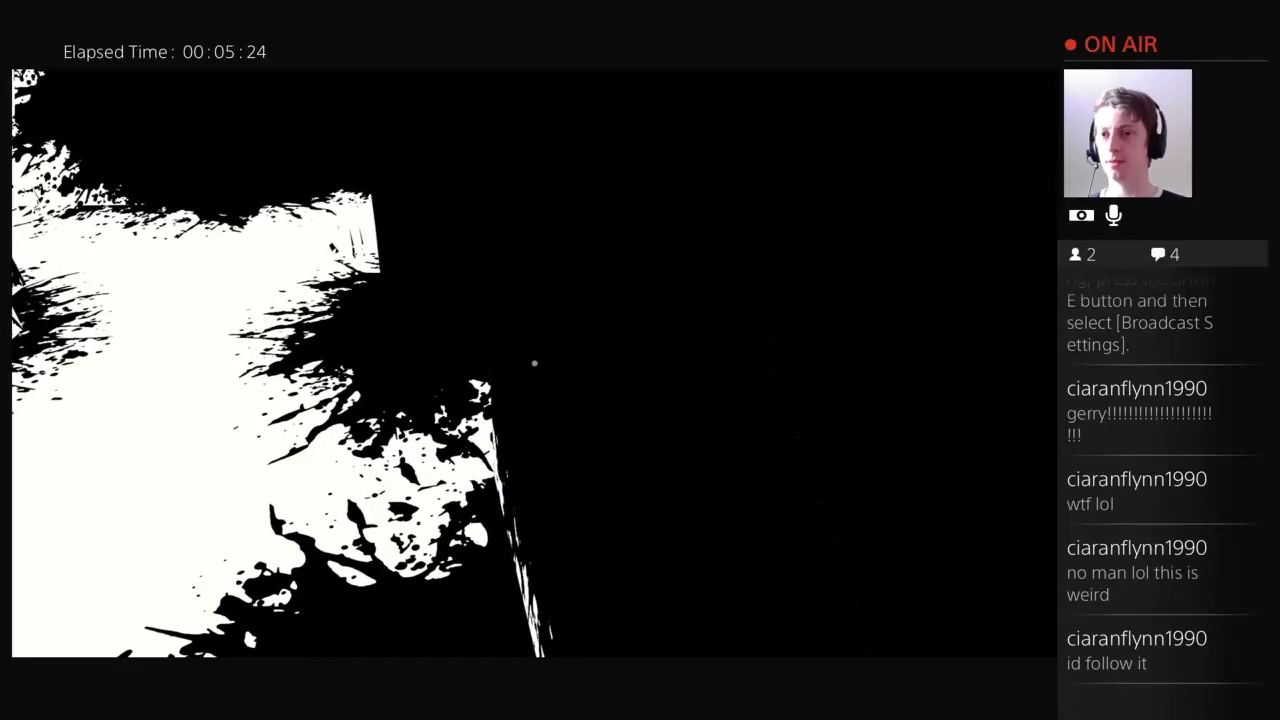 Elapsed Time: 00:05:24
ON AIR
2
4
E button and then
select [Broadcast S
ettings].
ciaranflynn1990
gerry!!!!!!!!!!!!!!!!!!!!
!!!
ciaranflynn1990
wtf lol
ciaranflynn1990
no man lol this is
weird
ciaranflynn1990
id follow it